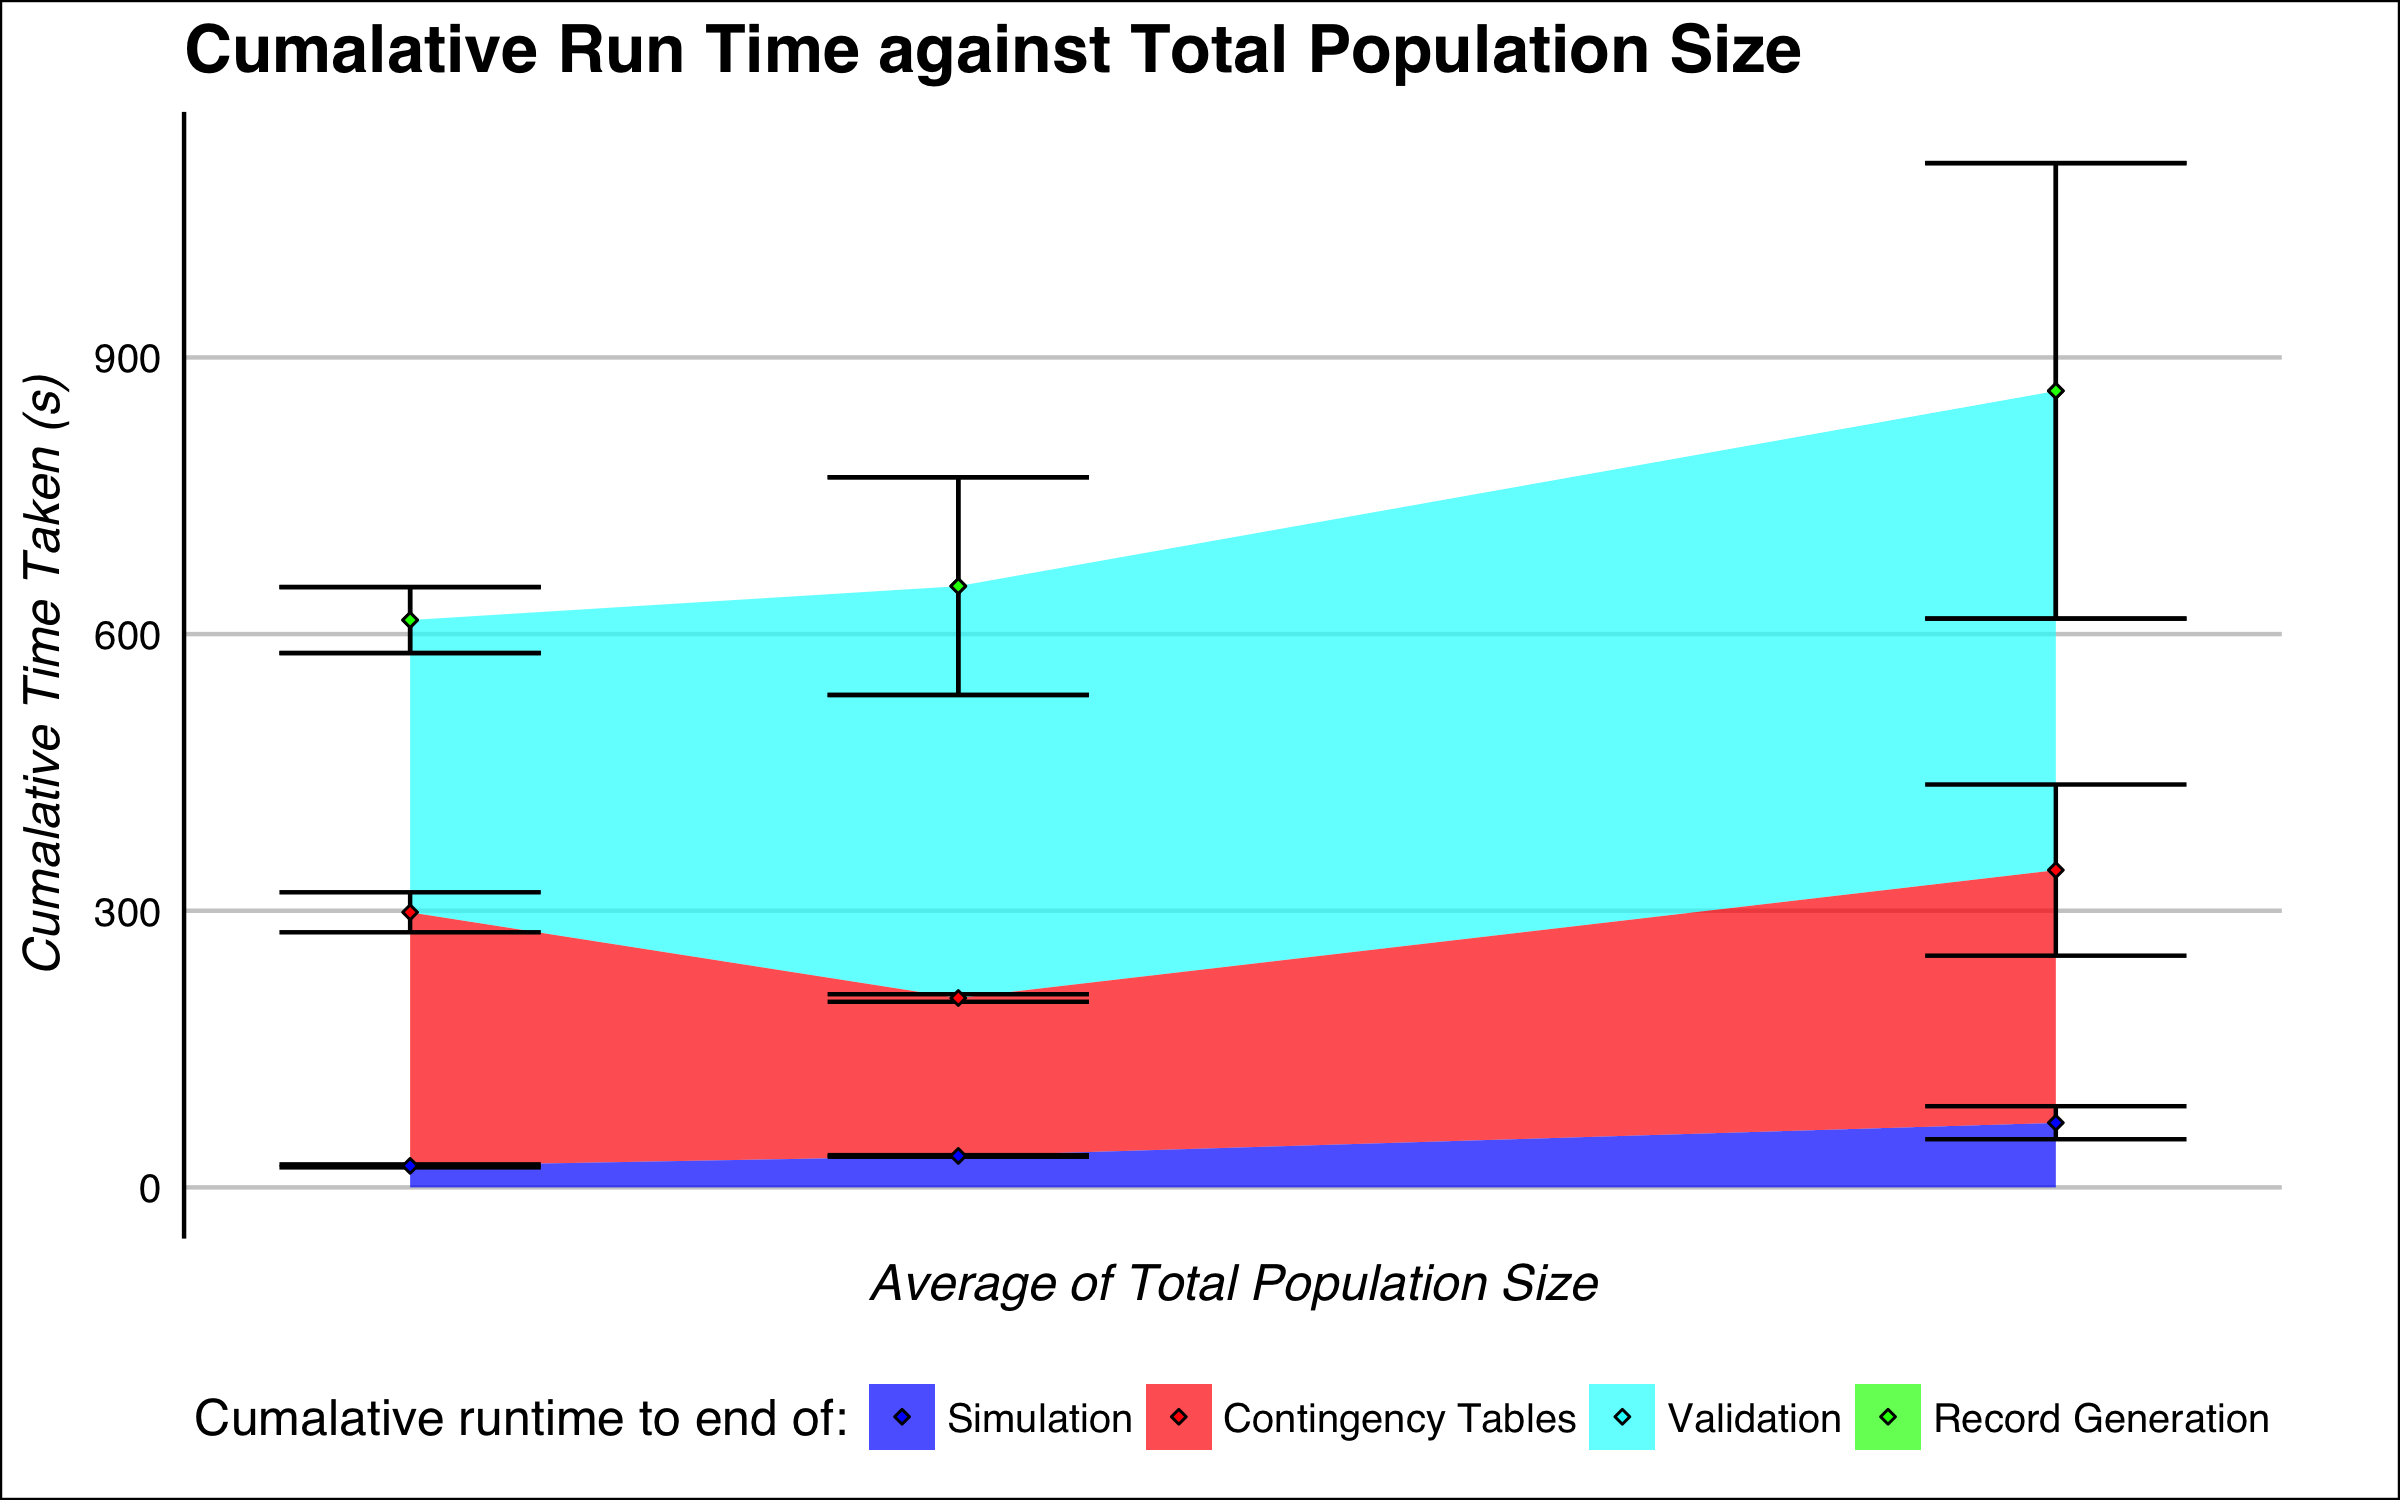 Cumalative Run Time against Total Population Size
Cumalative Time Taken (s)
900
600
300
0
Average of Total Population Size
Cumalative runtime to end of: Simulation Contingency Tables Validation Record Generation